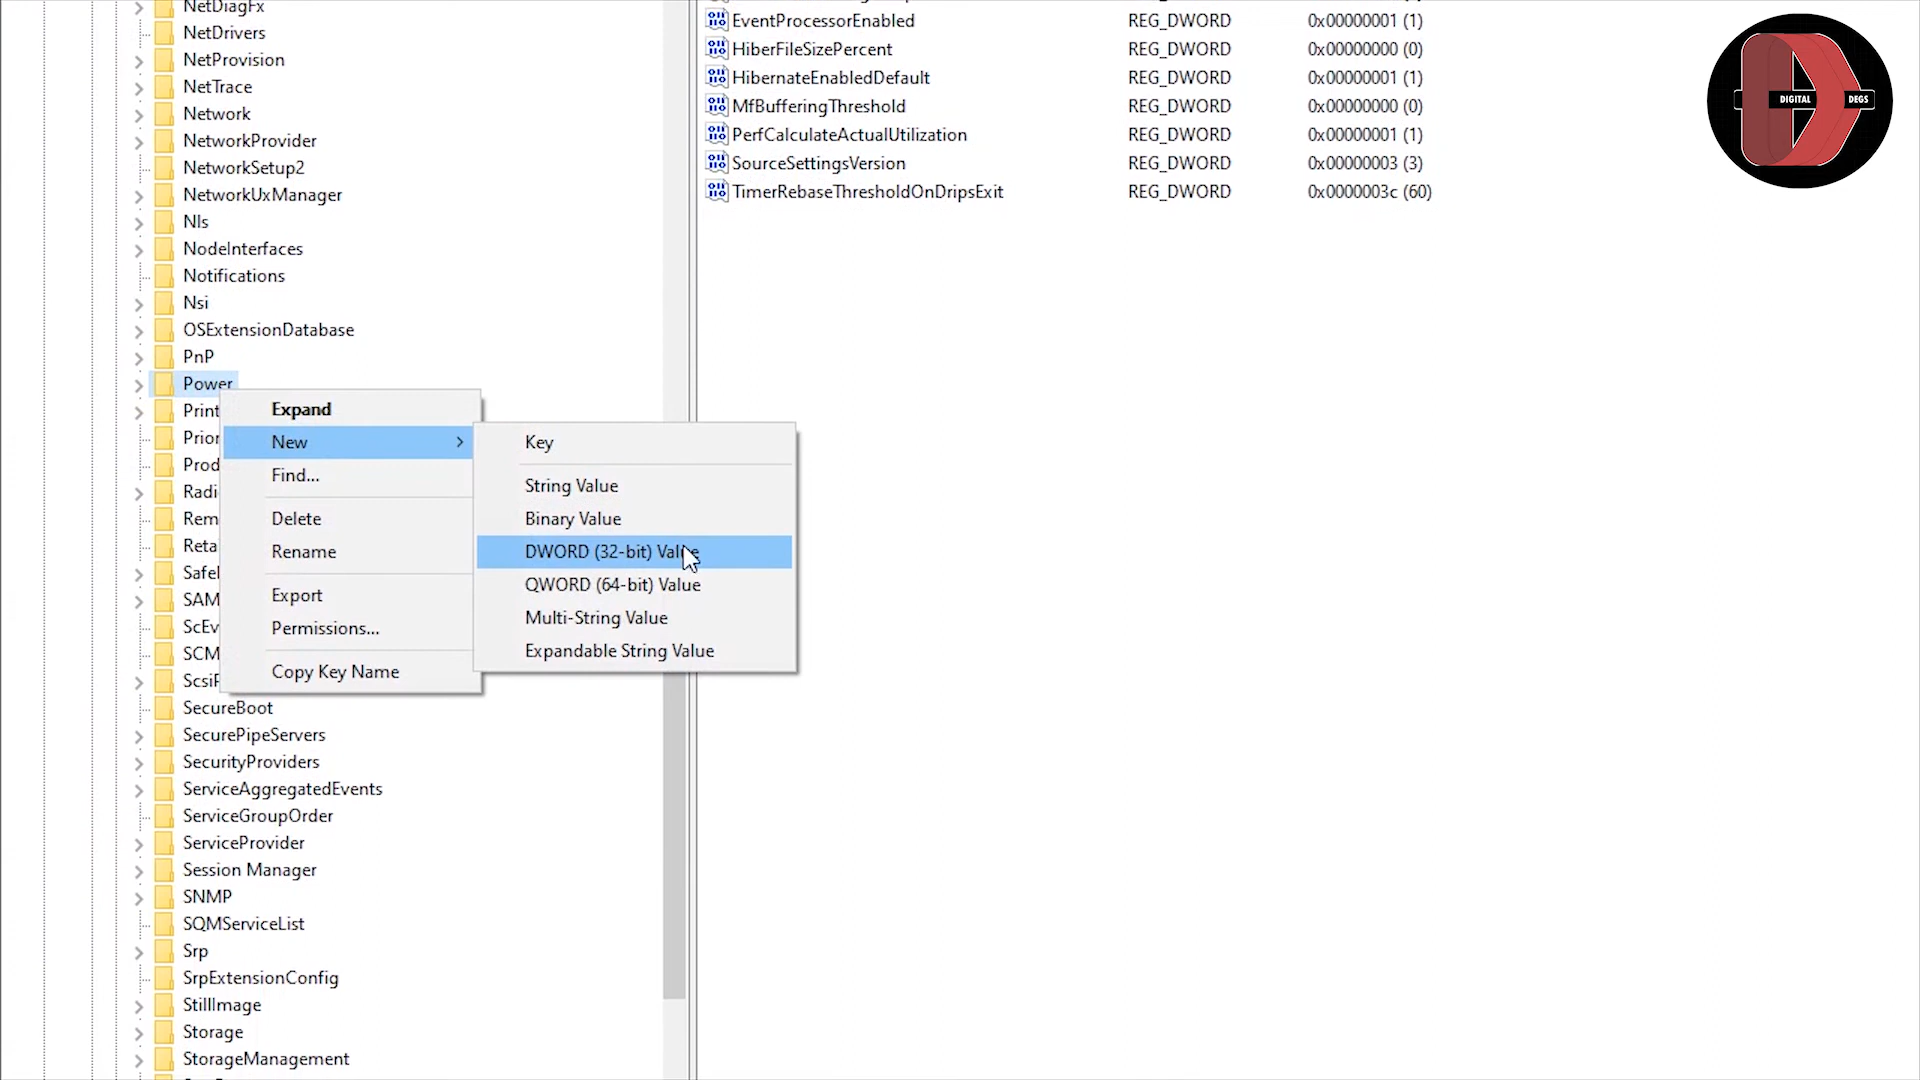 NetDiagFx
NetDrivers
NetProvision
NetTrace
Network
NetworkProvider
NetworkSetup2
NetworkUxManager
Nls
NodeInterfaces
Notifications
Nsi
OSExtensionDatabase
PnP
Power
Print
Prior
Prod
Radi
Rem
Reta
Safel
SAM
ScEv
SCM
ScsiP
SecureBoot
SecurePipeServers
SecurityProviders
ServiceAggregatedEvents
ServiceGroupOrder
ServiceProvider
Session Manager
SNMP
SQMServiceList
Srp
SrpExtensionConfig
StillImage
Storage
StorageManagement
Expand
New
Find...
Delete
Rename
Export
Permissions...
Copy Key Name
Key
String Value
Binary Value
DWORD (32-bit) Value
QWORD (64-bit) Value
Multi-String Value
Expandable String Value
EventProcessorEnabled REG_DWORD 0x00000001 (1)
HiberFileSizePercent REG_DWORD 0x00000000 (0)
HibernateEnabledDefault REG_DWORD 0x00000001 (1)
MfBufferingThreshold REG_DWORD 0x00000000 (0)
PerfCalculateActualUtilization REG_DWORD 0x00000001 (1)
SourceSettingsVersion REG_DWORD 0x00000003 (3)
TimerRebaseThresholdOnDripsExit REG_DWORD 0x0000003c (60)
DIGITAL DEGS